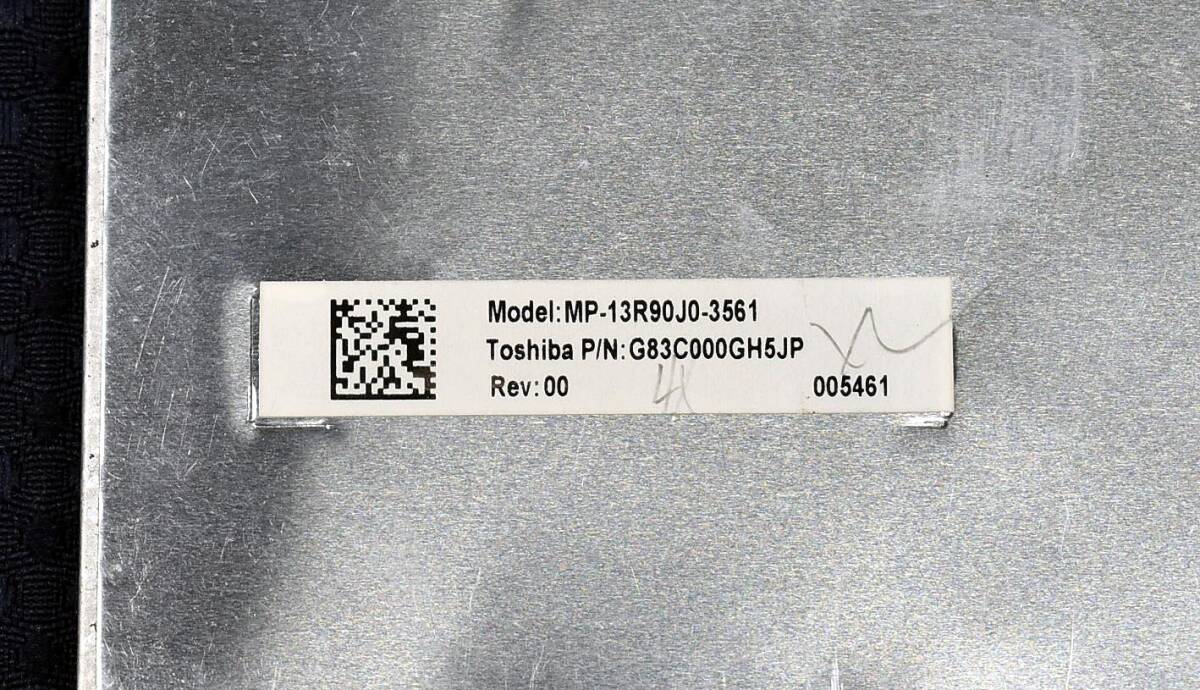 Model:MP-13R90J0-3561
Toshiba P/N:G83C000GH5JP
Rev:00
005461